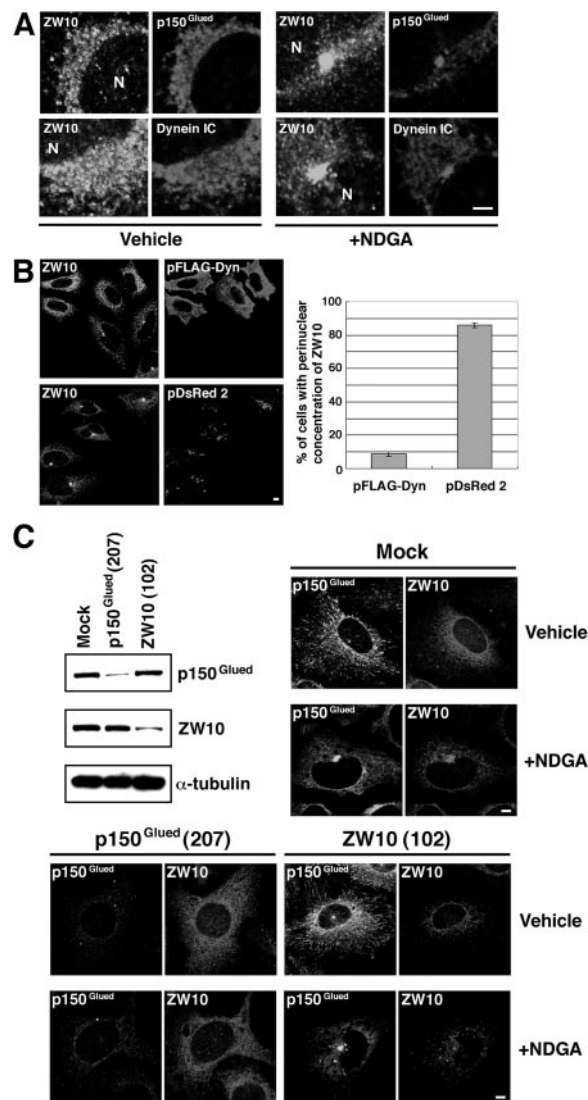 A
ZW10 p150Glued ZW10 p150Glued
N N
ZW10 Dynein IC ZW10 Dynein IC
N N
Vehicle +NDGA
B
ZW10 pFLAG-Dyn
ZW10 pDsRed 2
% of cells with perinuclear
concentration of ZW10
100
80
60
40
20
0
pFLAG-Dyn pDsRed 2
C
Mock
p150Glued (207)
ZW10 (102)
p150Glued
ZW10
α-tubulin
Mock
p150Glued ZW10
Vehicle
p150Glued ZW10
+NDGA
p150Glued (207) ZW10 (102)
p150Glued ZW10 p150Glued ZW10
Vehicle
p150Glued ZW10 p150Glued ZW10
+NDGA